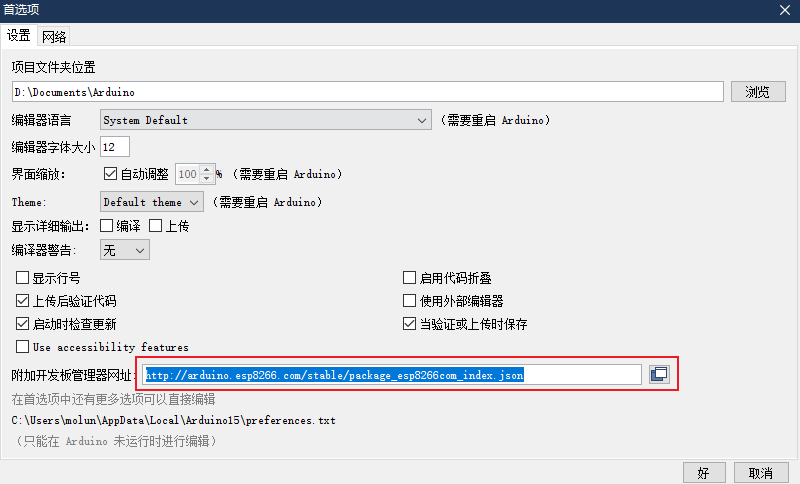 首选项
设置 网络
项目文件夹位置
D:\Documents\Arduino 浏览
编辑器语言 System Default (需要重启 Arduino)
编辑器字体大小 12
界面缩放: 自动调整 100 % (需要重启 Arduino)
Theme: Default theme (需要重启 Arduino)
显示详细输出: 编译 上传
编译器警告: 无
显示行号 启用代码折叠
上传后验证代码 使用外部编辑器
启动时检查更新 当验证或上传时保存
Use accessibility features
附加开发板管理器网址: http://arduino.esp8266.com/stable/package_esp8266com_index.json
在首选项中还有更多选项可以直接编辑
C:\Users\molun\AppData\Local\Arduino15\preferences.txt
(只能在 Arduino 未运行时进行编辑)
好 取消